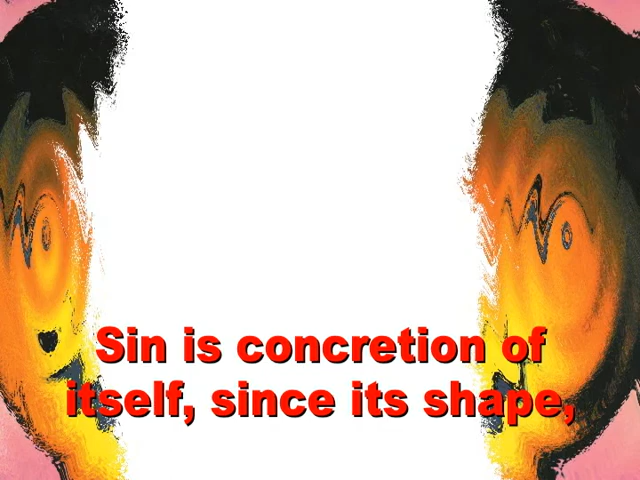 Sin is concretion of
itself, since its shape,